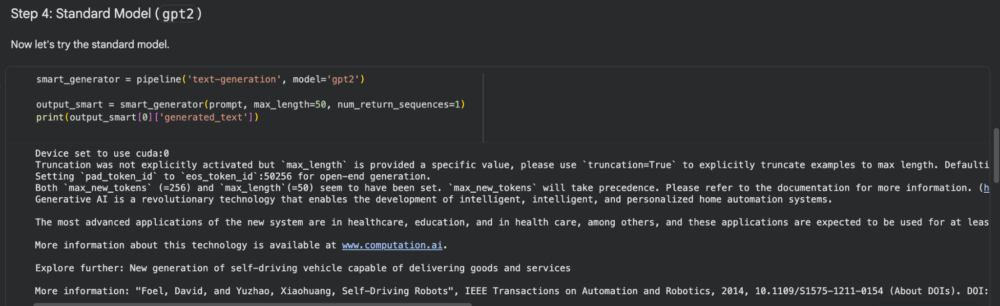 Step 4: Standard Model (gpt2)
Now let's try the standard model.
smart_generator = pipeline('text-generation', model='gpt2')
output_smart = smart_generator(prompt, max_length=50, num_return_sequences=1)
print(output_smart[0]['generated_text'])
Device set to use cuda:0
Truncation was not explicitly activated but `max_length` is provided a specific value, please use `truncation=True` to explicitly truncate examples to max length. Defaulti
Setting `pad_token_id` to `eos_token_id`:50256 for open-end generation.
Both `max_new_tokens` (=256) and `max_length`(=50) seem to have been set. `max_new_tokens` will take precedence. Please refer to the documentation for more information. (h
Generative AI is a revolutionary technology that enables the development of intelligent, intelligent, and personalized home automation systems.
The most advanced applications of the new system are in healthcare, education, and in health care, among others, and these applications are expected to be used for at leas
More information about this technology is available at www.computation.ai.
Explore further: New generation of self-driving vehicle capable of delivering goods and services
More information: "Foel, David, and Yuzhao, Xiaohuang, Self-Driving Robots", IEEE Transactions on Automation and Robotics, 2014, 10.1109/S1575-1211-0154 (About DOIs). DOI: